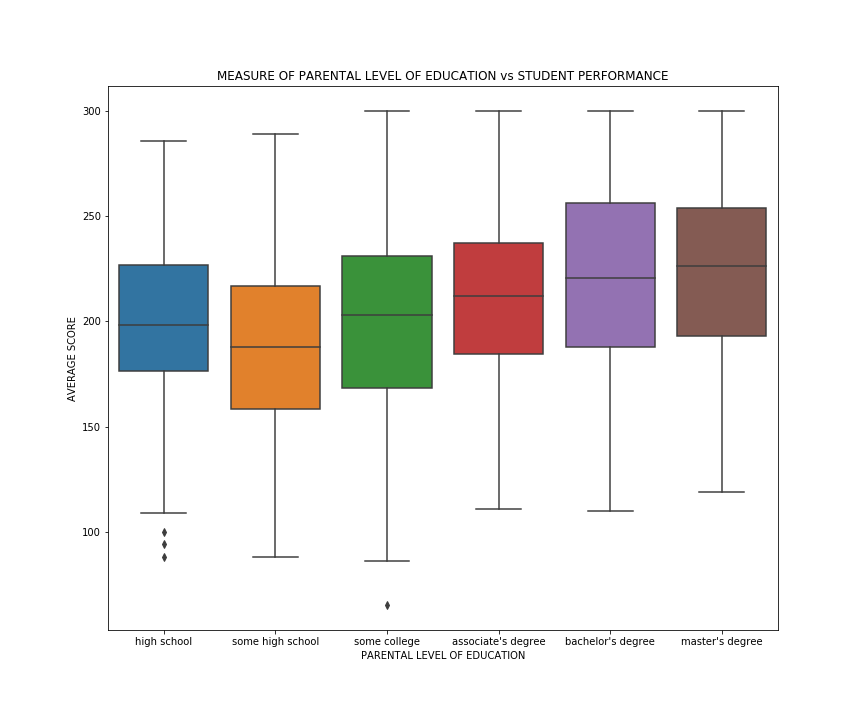 MEASURE OF PARENTAL LEVEL OF EDUCATION vs STUDENT PERFORMANCE
300
250
200
150
100
AVERAGE SCORE
high school
some high school
some college
associate's degree
bachelor's degree
master's degree
PARENTAL LEVEL OF EDUCATION